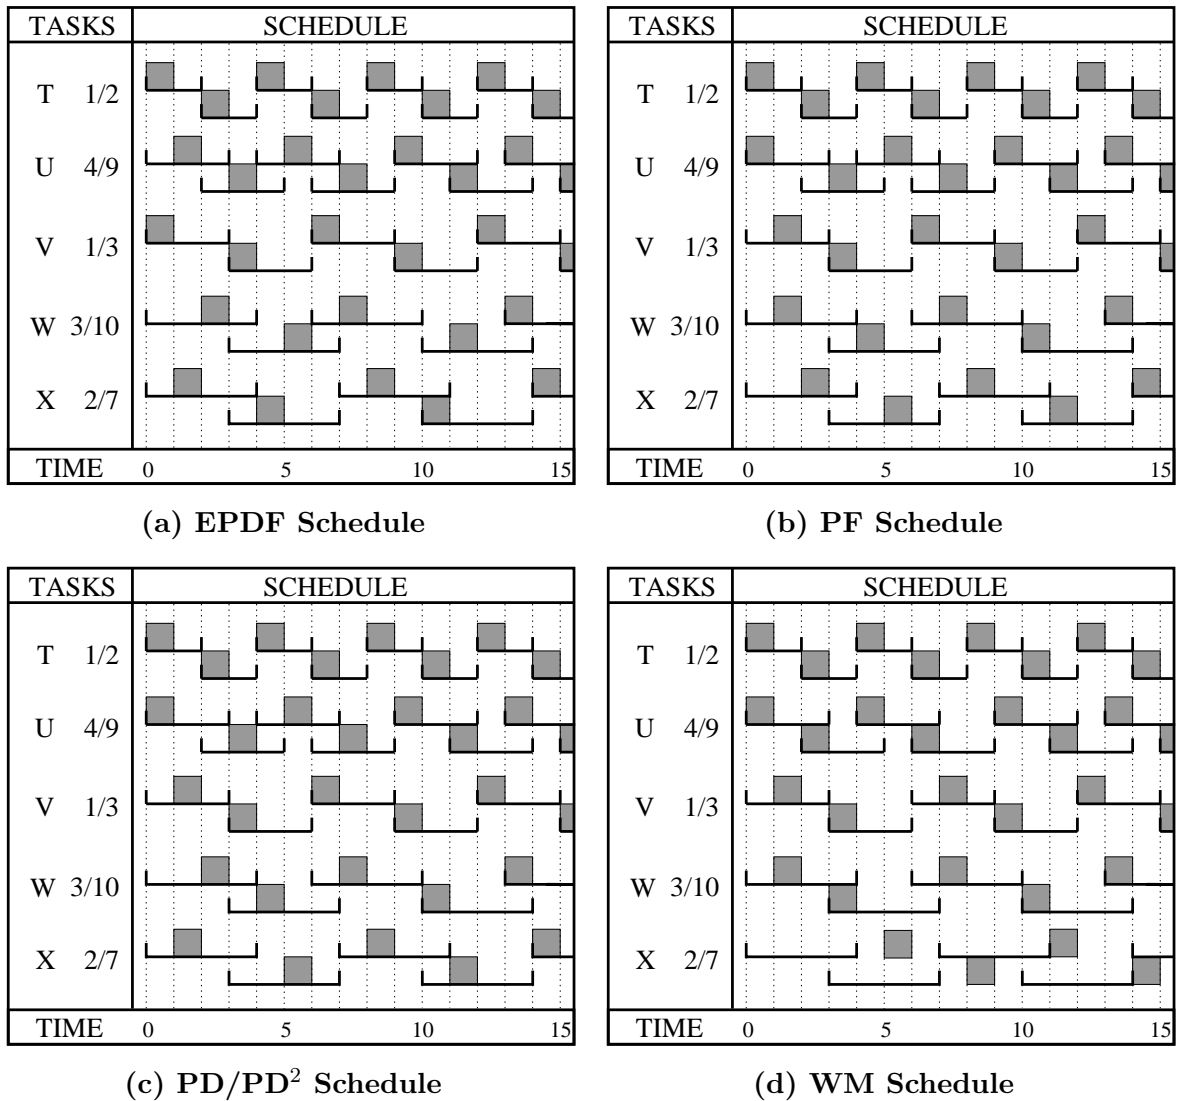 TASKS SCHEDULE
T 1/2
U 4/9
V 1/3
W 3/10
X 2/7
TIME 0 5 10 15
(a) EPDF Schedule
TASKS SCHEDULE
T 1/2
U 4/9
V 1/3
W 3/10
X 2/7
TIME 0 5 10 15
(b) PF Schedule
TASKS SCHEDULE
T 1/2
U 4/9
V 1/3
W 3/10
X 2/7
TIME 0 5 10 15
(c) PD/PD² Schedule
TASKS SCHEDULE
T 1/2
U 4/9
V 1/3
W 3/10
X 2/7
TIME 0 5 10 15
(d) WM Schedule